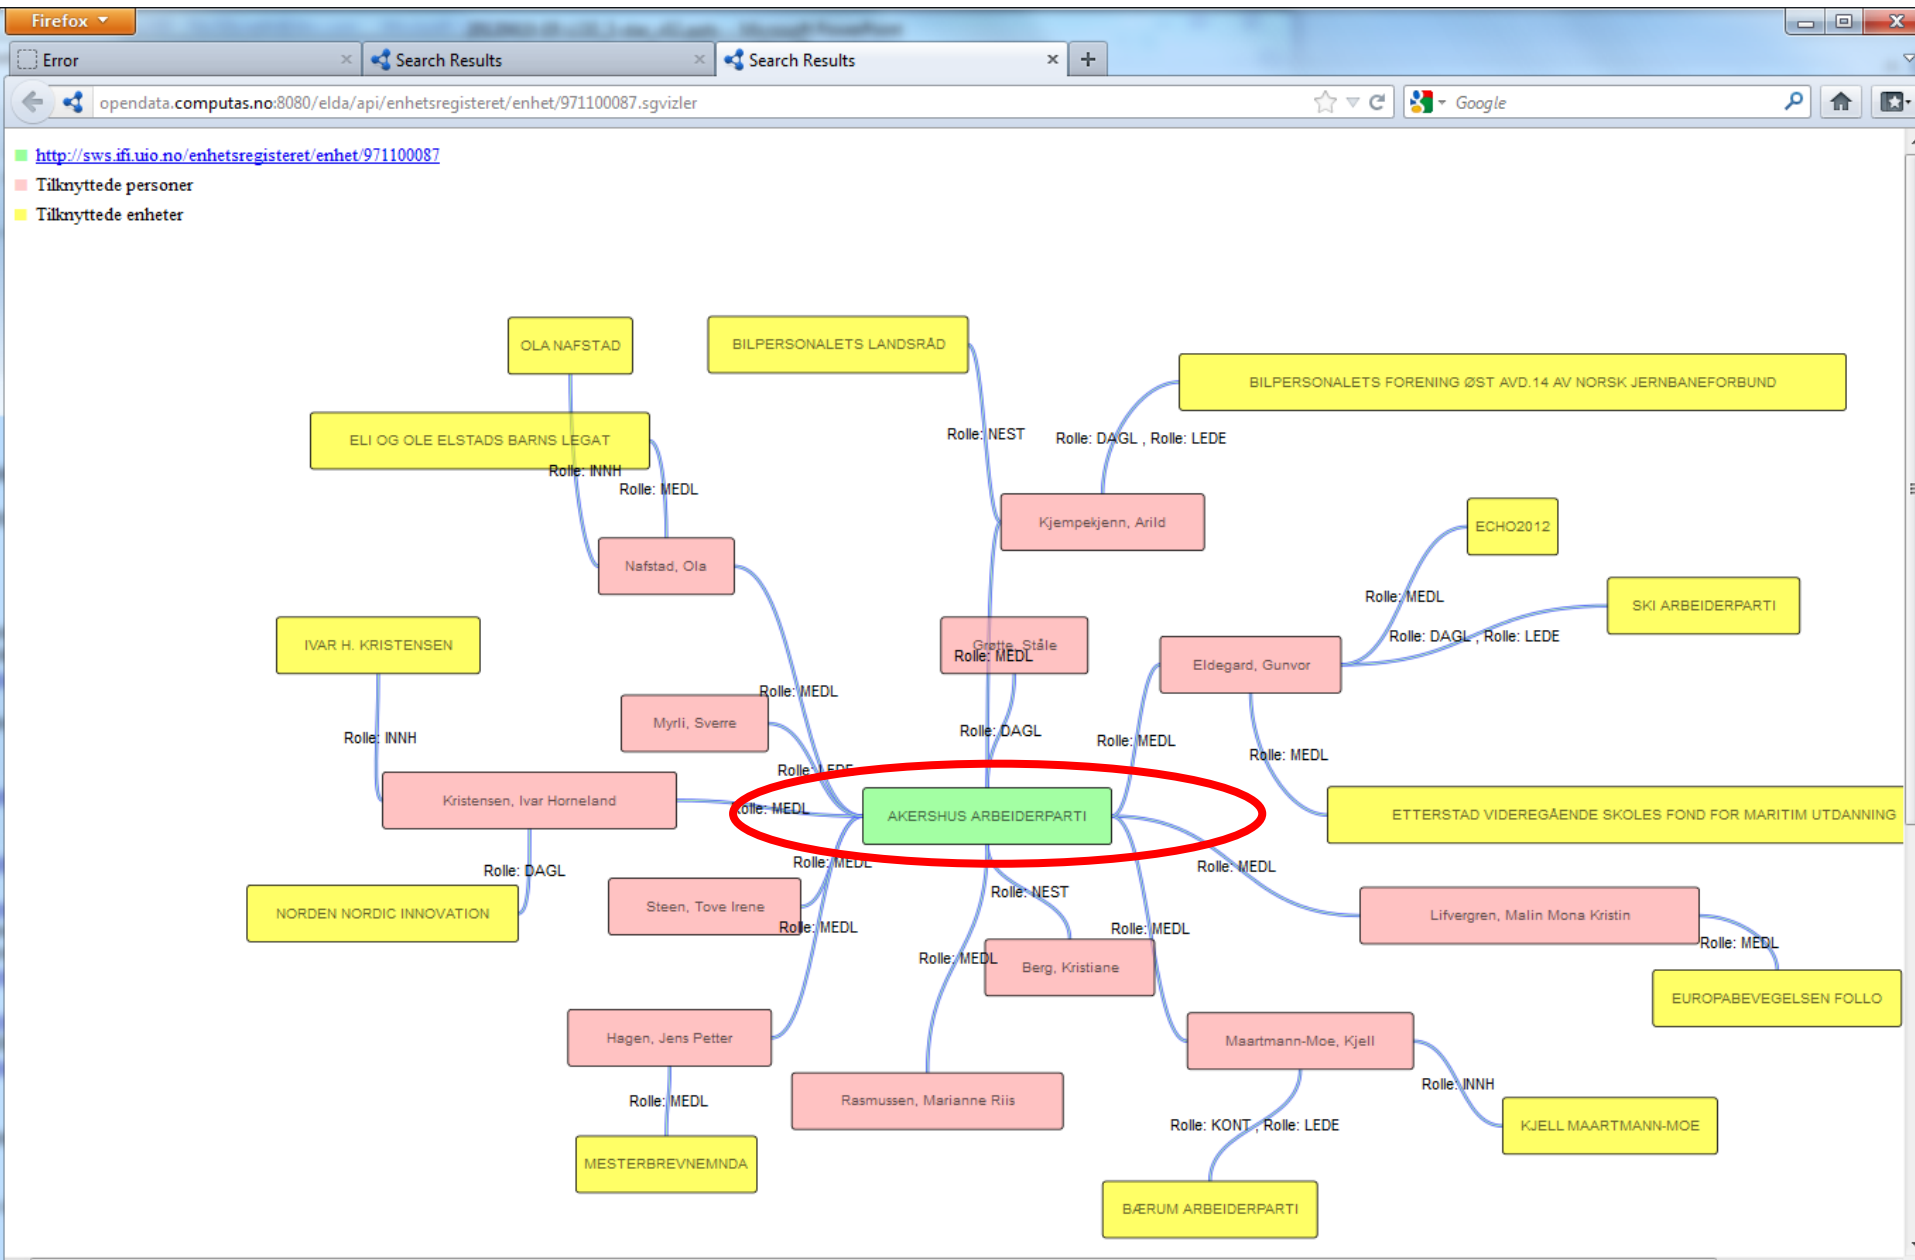 Firefox
Error
Search Results
Search Results
opendata.computas.no:8080/elda/api/enhetsregisteret/enhet/971100087.sgvizler
Google
http://sws.ifi.uio.no/enhetsregisteret/enhet/971100087
Tilknyttede personer
Tilknyttede enheter
OLA NAFSTAD
BILPERSONALETS LANDSRÅD
BILPERSONALETS FORENING ØST AVD.14 AV NORSK JERNBANEFORBUND
ELI OG OLE ELSTADS BARNS LEGAT
Rolle: NEST
Rolle: DAGL , Rolle: LEDE
Rolle: INNH
Rolle: MEDL
Kjempekjenn, Arild
ECHO2012
Nafstad, Ola
Rolle: MEDL
SKI ARBEIDERPARTI
Rolle: DAGL , Rolle: LEDE
IVAR H. KRISTENSEN
Grøtte, Ståle
Rolle: MEDL
Eldegard, Gunvor
Rolle: MEDL
Myrli, Sverre
Rolle: DAGL
Rolle: INNH
Rolle: MEDL
Rolle: MEDL
Rolle: LEDE
Kristensen, Ivar Horneland
Rolle: MEDL
AKERSHUS ARBEIDERPARTI
ETTERSTAD VIDEREGÅENDE SKOLES FOND FOR MARITIM UTDANNING
Rolle: MEDL
Rolle: MEDL
Rolle: DAGL
Rolle: NEST
Steen, Tove Irene
NORDEN NORDIC INNOVATION
Lifvergren, Malin Mona Kristin
Rolle: MEDL
Rolle: MEDL
Rolle: MEDL
Rolle: MEDL
Berg, Kristiane
EUROPABEVEGELSEN FOLLO
Hagen, Jens Petter
Maartmann-Moe, Kjell
Rolle: INNH
Rasmussen, Marianne Riis
Rolle: MEDL
Rolle: KONT , Rolle: LEDE
KJELL MAARTMANN-MOE
MESTERBREVNEMNDA
BÆRUM ARBEIDERPARTI